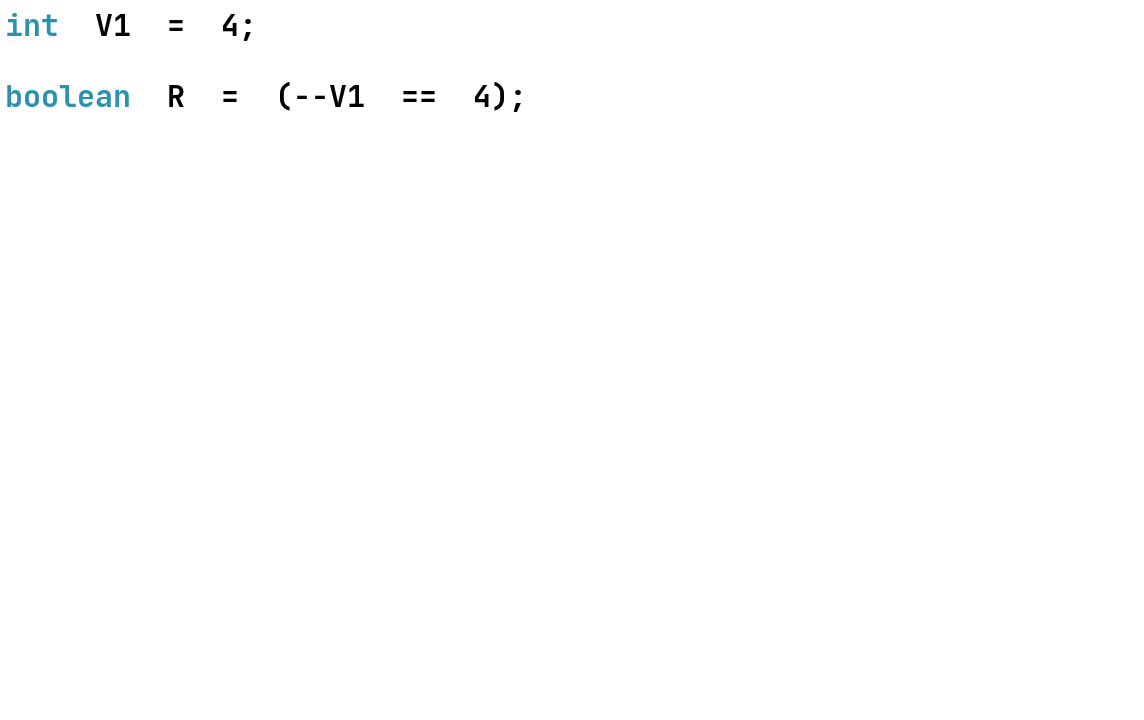 int  V1  =  4;
boolean  R  =  (--V1  ==  4);